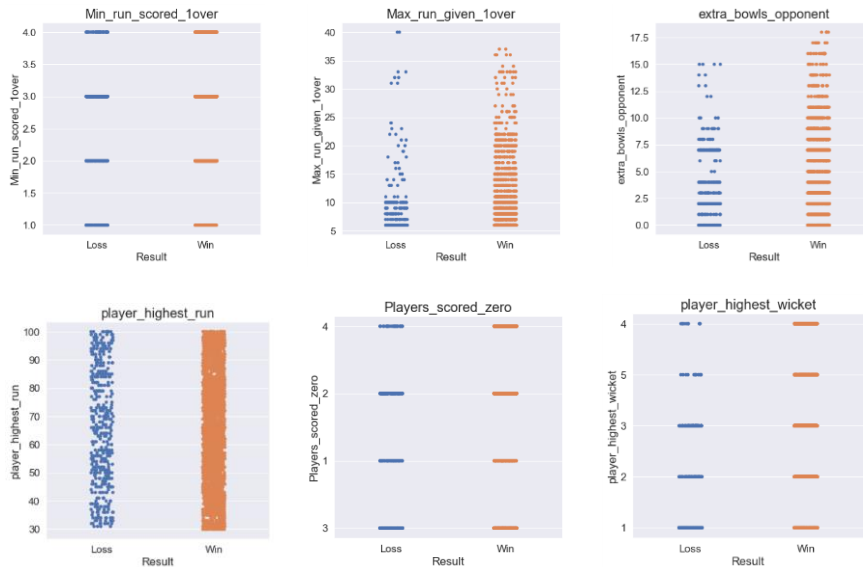 Min_run_scored_1over
Min_run_scored_1over
4.0
3.5
3.0
2.5
2.0
1.5
1.0
Loss
Win
Result
Max_run_given_1over
Max_run_given_1over
40
35
30
25
20
15
10
5
Loss
Win
Result
extra_bowls_opponent
extra_bowls_opponent
17.5
15.0
12.5
10.0
7.5
5.0
2.5
0.0
Loss
Win
Result
player_highest_run
player_highest_run
100
90
80
70
60
50
40
30
Loss
Win
Result
Players_scored_zero
Players_scored_zero
4
2
1
3
Loss
Win
Result
player_highest_wicket
player_highest_wicket
4
5
3
2
1
Loss
Win
Result